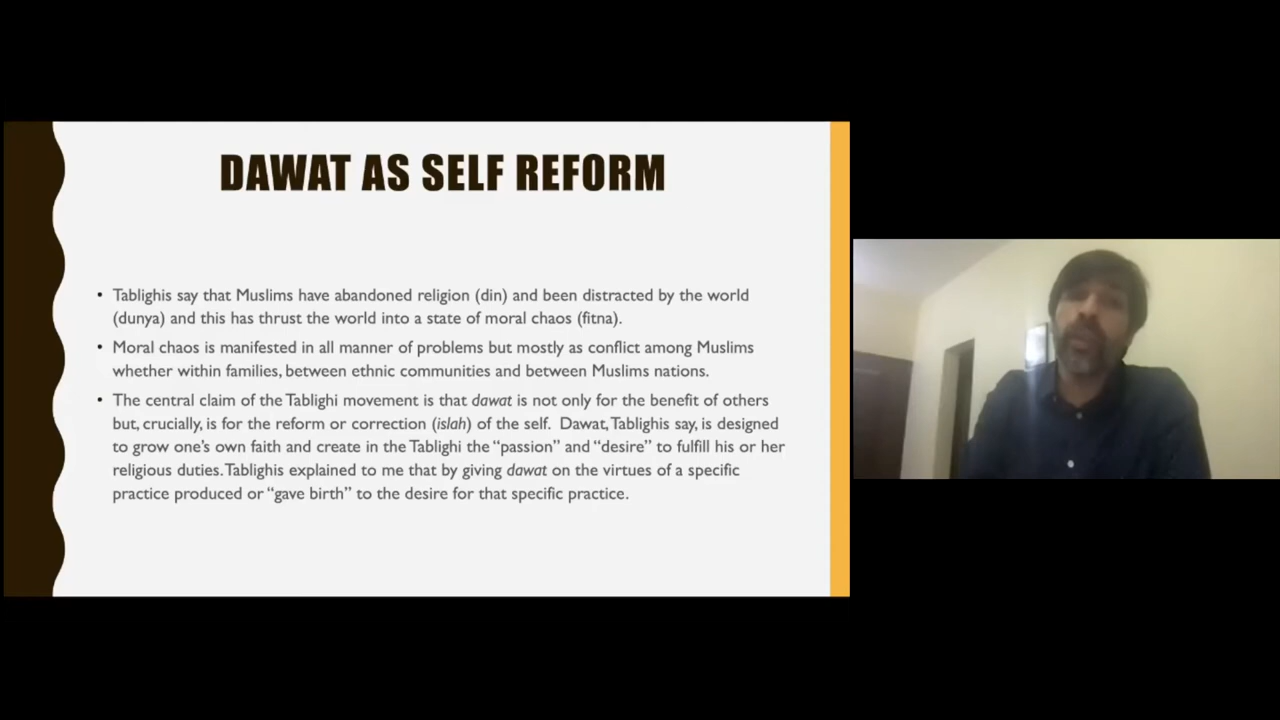 DAWAT AS SELF REFORM
• Tablighis say that Muslims have abandoned religion (din) and been distracted by the world
(dunya) and this has thrust the world into a state of moral chaos (fitna).
• Moral chaos is manifested in all manner of problems but mostly as conflict among Muslims
whether within families, between ethnic communities and between Muslims nations.
• The central claim of the Tablighi movement is that dawat is not only for the benefit of others
but, crucially, is for the reform or correction (islah) of the self.  Dawat, Tablighis say, is designed
to grow one’s own faith and create in the Tablighi the “passion” and “desire” to fulfill his or her
religious duties. Tablighis explained to me that by giving dawat on the virtues of a specific
practice produced or “gave birth” to the desire for that specific practice.